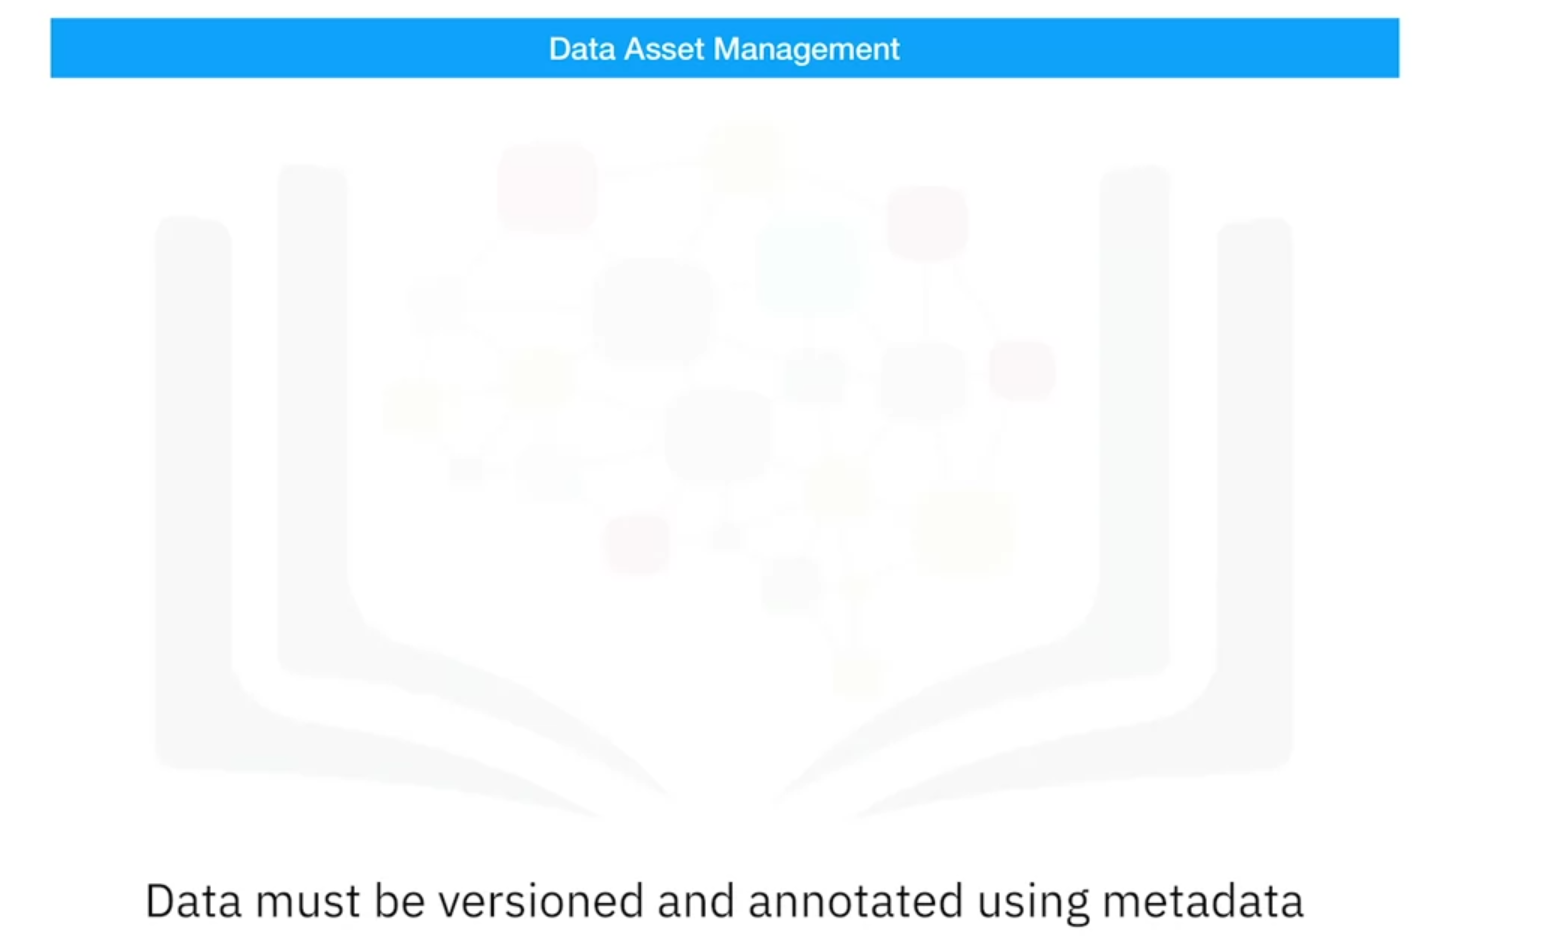 Data Asset Management
Data must be versioned and annotated using metadata